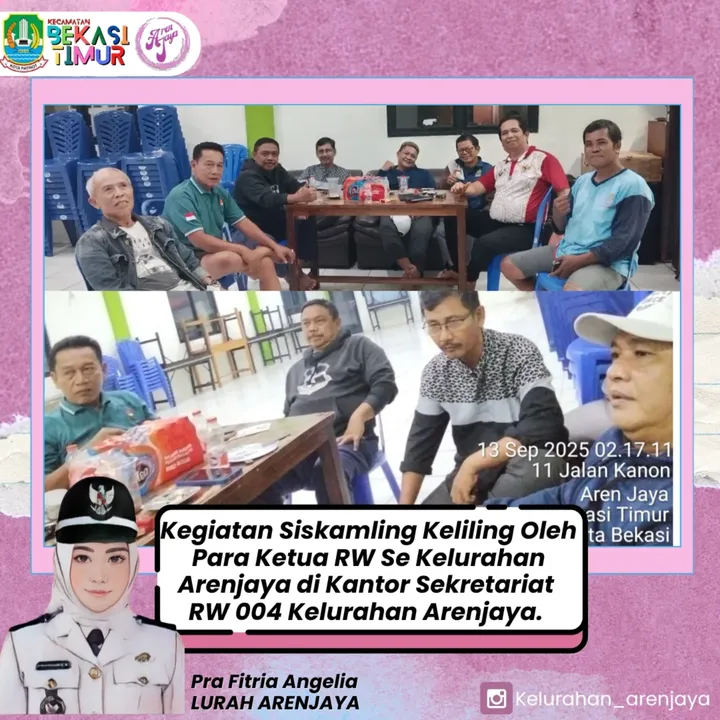 KECAMATAN
BEKASI
TIMUR
Aren
Jaya
13 Sep 2025 02.17.11
11 Jalan Kanon
Aren Jaya
asi Timur
ta Bekasi
Kegiatan Siskamling Keliling Oleh
Para Ketua RW Se Kelurahan
Arenjaya di Kantor Sekretariat
RW 004 Kelurahan Arenjaya.
Pra Fitria Angelia
LURAH ARENJAYA
Kelurahan_arenjaya